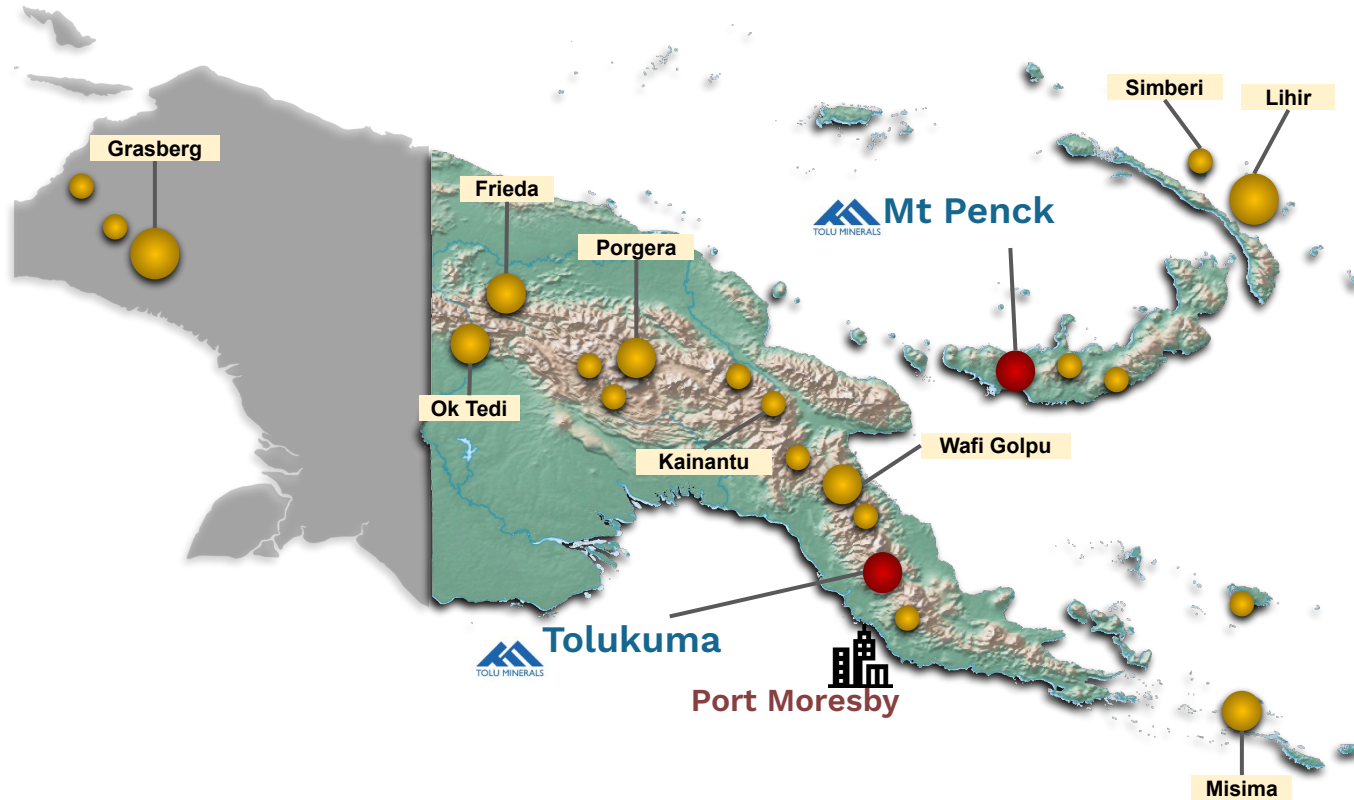 Simberi
Lihir
Grasberg
Frieda
Mt Penck
TOLU MINERALS
Porgera
Ok Tedi
Wafi Golpu
Kainantu
Tolukuma
TOLU MINERALS
Port Moresby
Misima